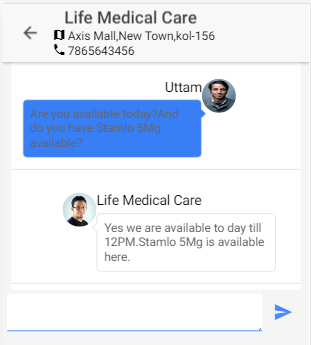 Life Medical Care
Axis Mall,New Town,kol-156
7865643456
Uttam
Are you available today?And
do you have Stamlo 5Mg
available?
Life Medical Care
Yes we are available to day till
12PM.Stamlo 5Mg is available
here.